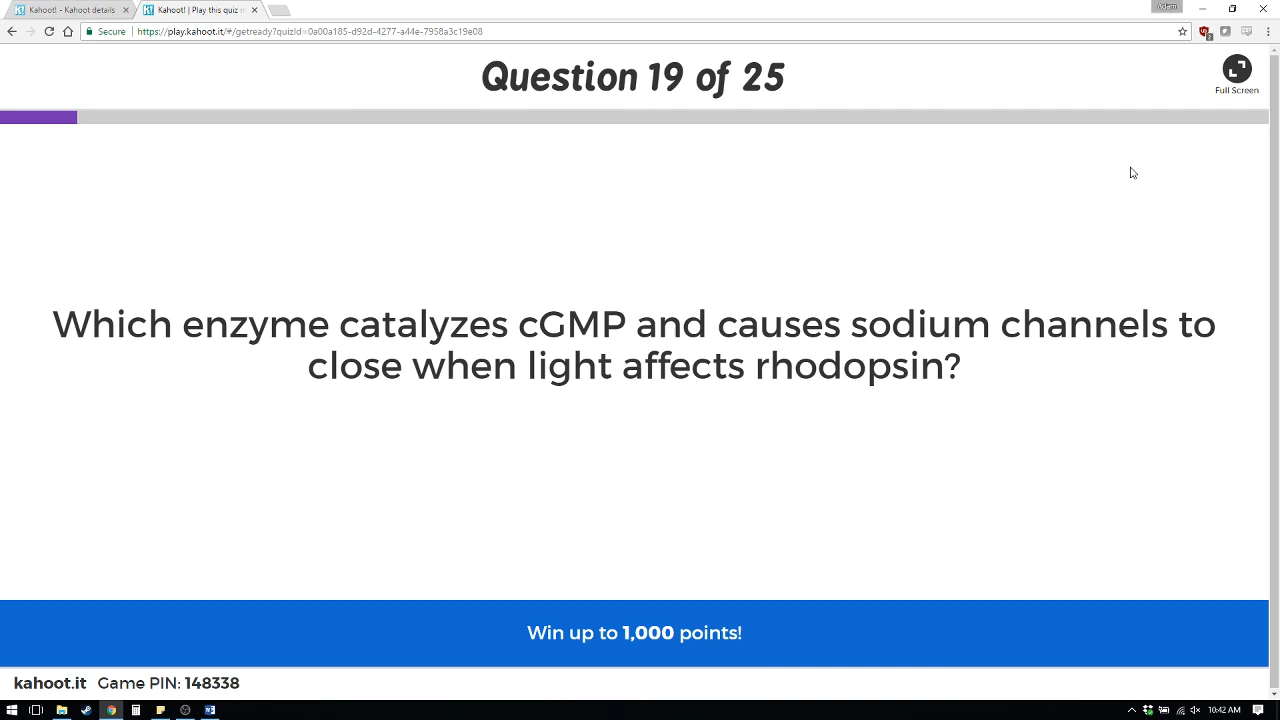 Kahoot! - Kahoot details
Kahoot! | Play this quiz n
Adam
Secure
https://play.kahoot.it/#/getready?quizId=0a00a185-d92d-4277-a44e-7958a3c19e08
Question 19 of 25
Full Screen
Which enzyme catalyzes cGMP and causes sodium channels to
close when light affects rhodopsin?
Win up to 1,000 points!
kahoot.it Game PIN: 148338
10:42 AM